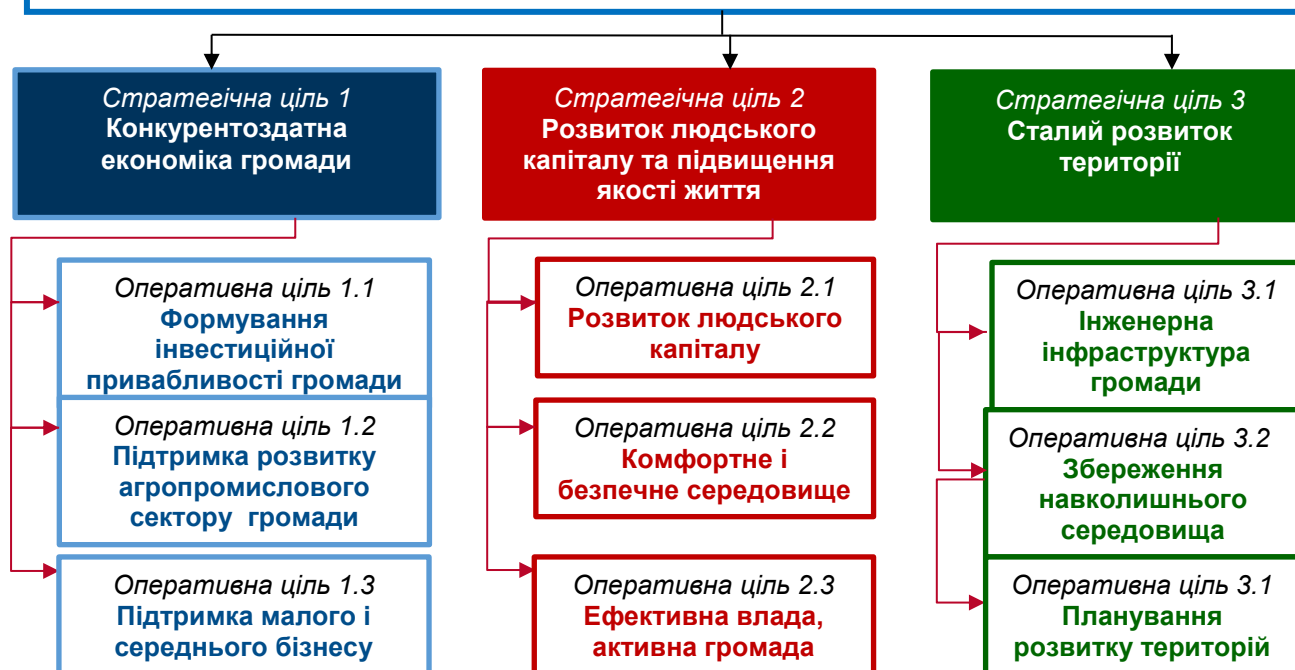 Стратегічна ціль 1
Конкурентоздатна
економіка громади
Стратегічна ціль 2
Розвиток людського
капіталу та підвищення
якості життя
Стратегічна ціль 3
Сталий розвиток
території
Оперативна ціль 1.1
Формування
інвестиційної
привабливості громади
Оперативна ціль 1.2
Підтримка розвитку
агропромислового
сектору громади
Оперативна ціль 1.3
Підтримка малого і
середнього бізнесу
Оперативна ціль 2.1
Розвиток людського
капіталу
Оперативна ціль 2.2
Комфортне і
безпечне середовище
Оперативна ціль 2.3
Ефективна влада,
активна громада
Оперативна ціль 3.1
Інженерна
інфраструктура
громади
Оперативна ціль 3.2
Збереження
навколишнього
середовища
Оперативна ціль 3.1
Планування
розвитку територій